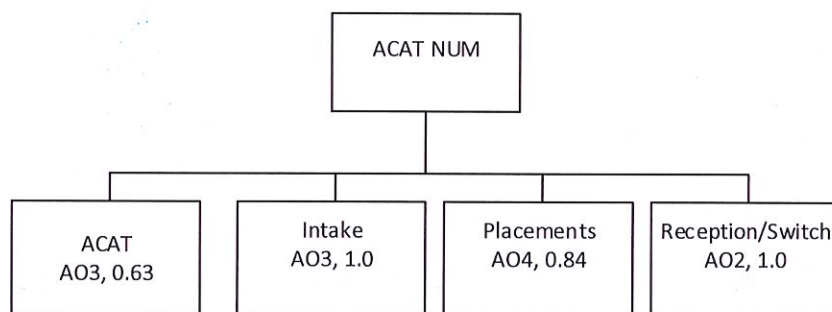 ACAT NUM
ACAT
AO3, 0.63
Intake
AO3, 1.0
Placements
AO4, 0.84
Reception/Switch
AO2, 1.0